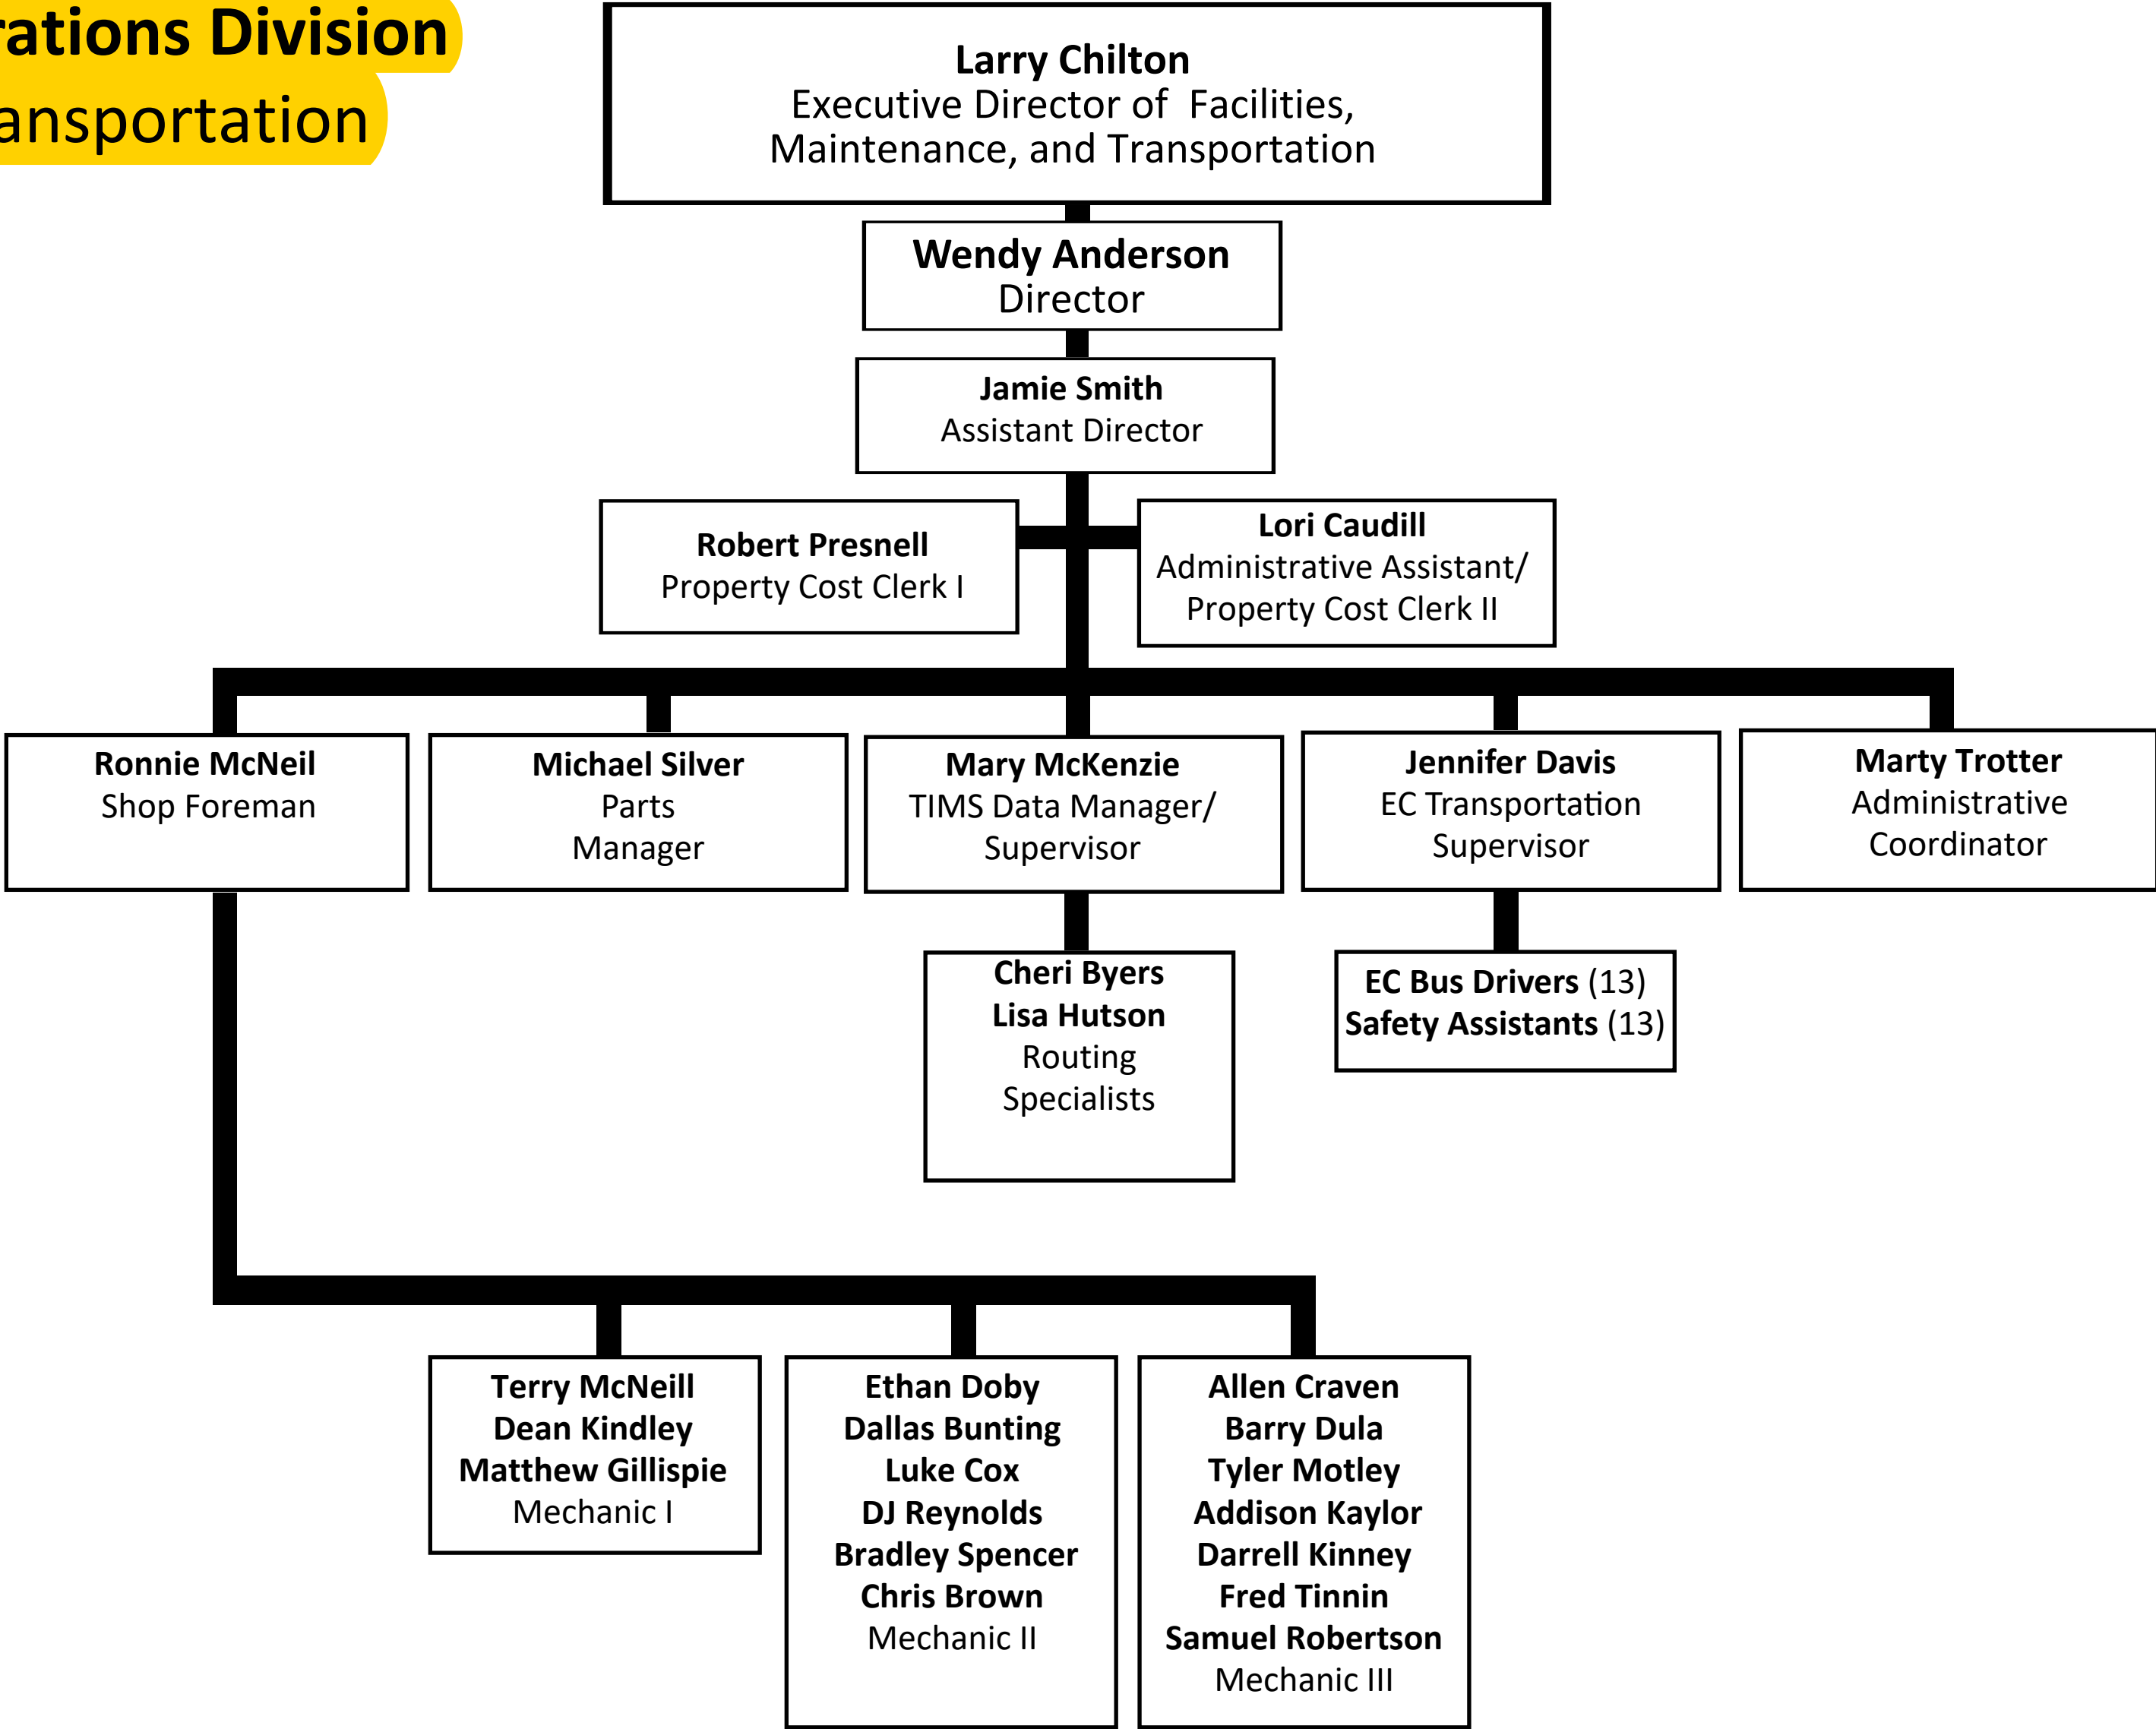 rations Division
ansportation
Larry Chilton
Executive Director of Facilities,
Maintenance, and Transportation
Wendy Anderson
Director
Jamie Smith
Assistant Director
Robert Presnell
Property Cost Clerk I
Lori Caudill
Administrative Assistant/
Property Cost Clerk II
Ronnie McNeil
Shop Foreman
Michael Silver
Parts
Manager
Mary McKenzie
TIMS Data Manager/
Supervisor
Jennifer Davis
EC Transportation
Supervisor
Marty Trotter
Administrative
Coordinator
Cheri Byers
Lisa Hutson
Routing
Specialists
EC Bus Drivers (13)
Safety Assistants (13)
Terry McNeill
Dean Kindley
Matthew Gillispie
Mechanic I
Ethan Doby
Dallas Bunting
Luke Cox
DJ Reynolds
Bradley Spencer
Chris Brown
Mechanic II
Allen Craven
Barry Dula
Tyler Motley
Addison Kaylor
Darrell Kinney
Fred Tinnin
Samuel Robertson
Mechanic III